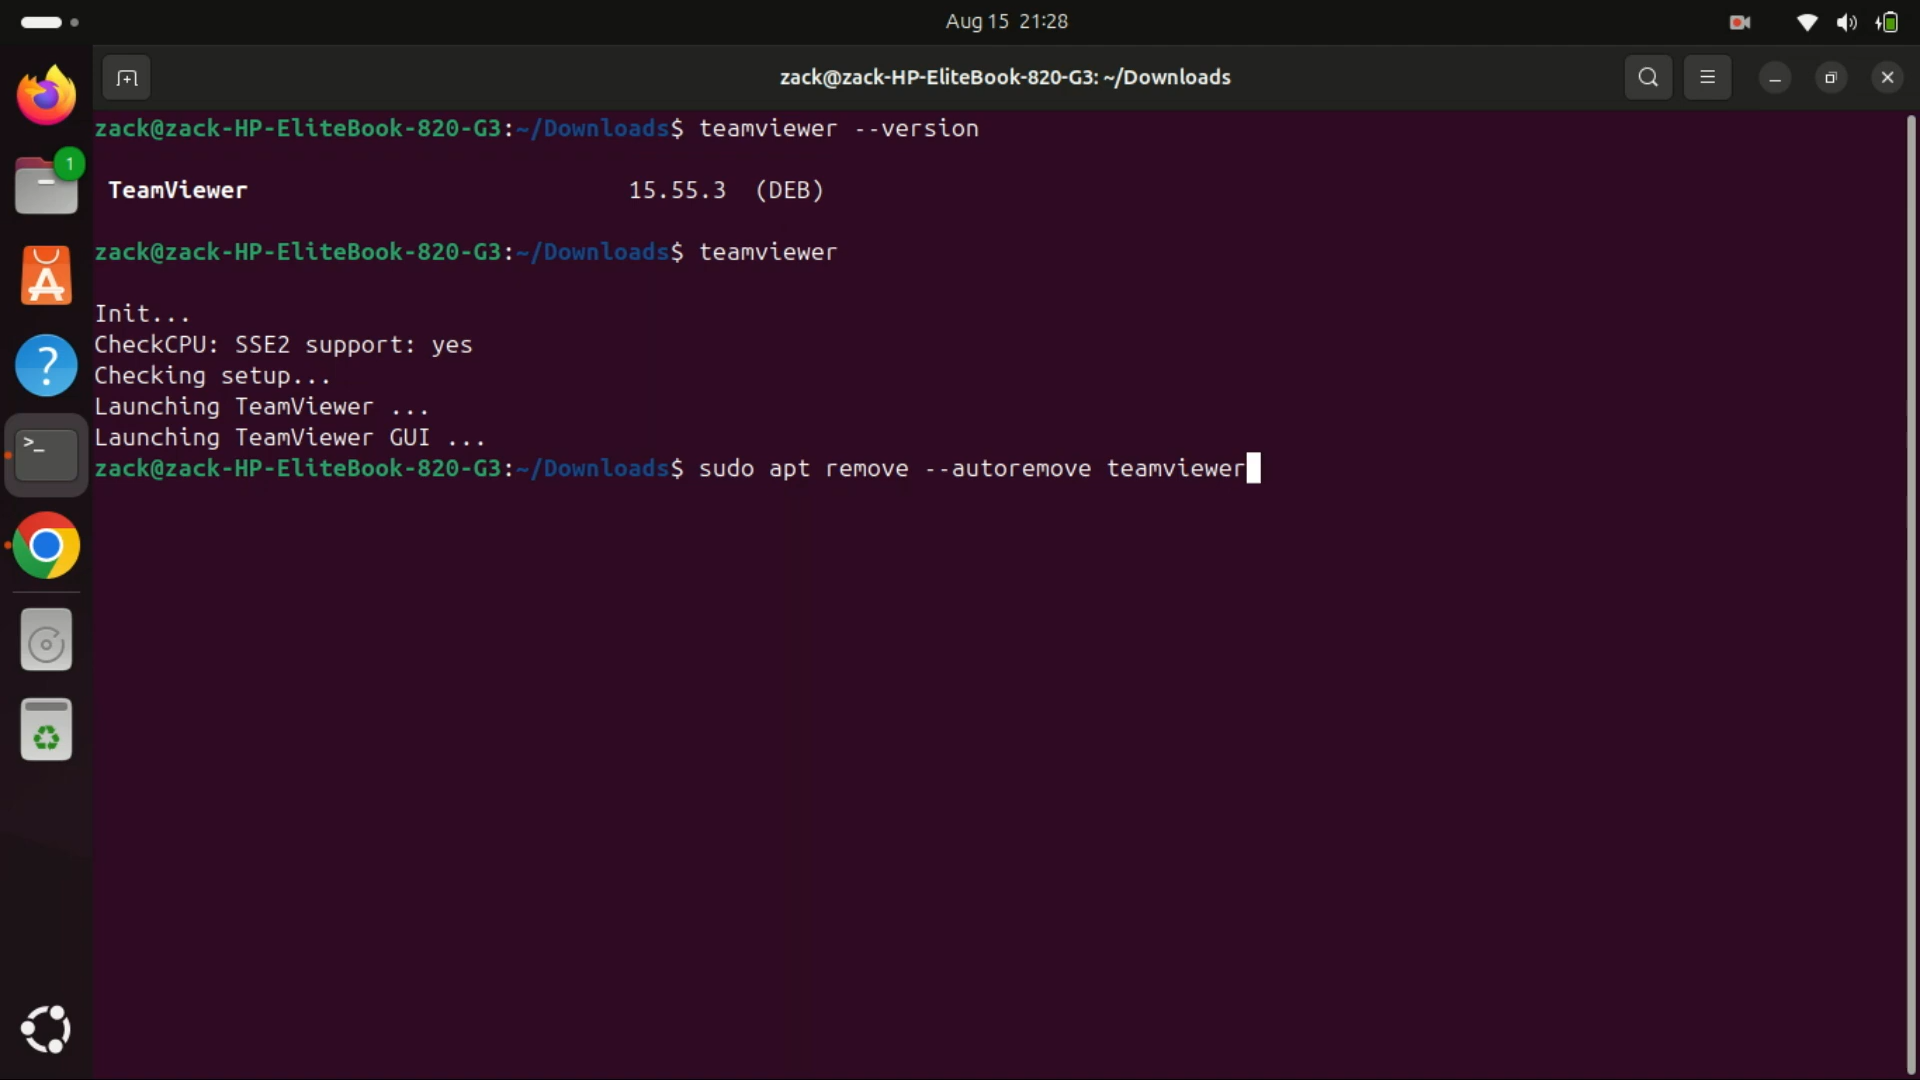 Aug 15 21:28
zack@zack-HP-EliteBook-820-G3: ~/Downloads
zack@zack-HP-EliteBook-820-G3:~/Downloads$ teamviewer --version
TeamViewer 15.55.3 (DEB)
zack@zack-HP-EliteBook-820-G3:~/Downloads$ teamviewer
Init...
CheckCPU: SSE2 support: yes
Checking setup...
Launching TeamViewer ...
Launching TeamViewer GUI ...
zack@zack-HP-EliteBook-820-G3:~/Downloads$ sudo apt remove --autoremove teamviewer
1